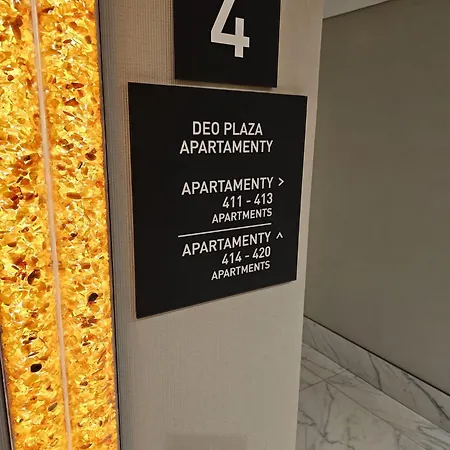 4
DEO PLAZA
APARTAMENTY
APARTAMENTY >
411 - 413
APARTMENTS
APARTAMENTY ^
414 - 420
APARTMENTS